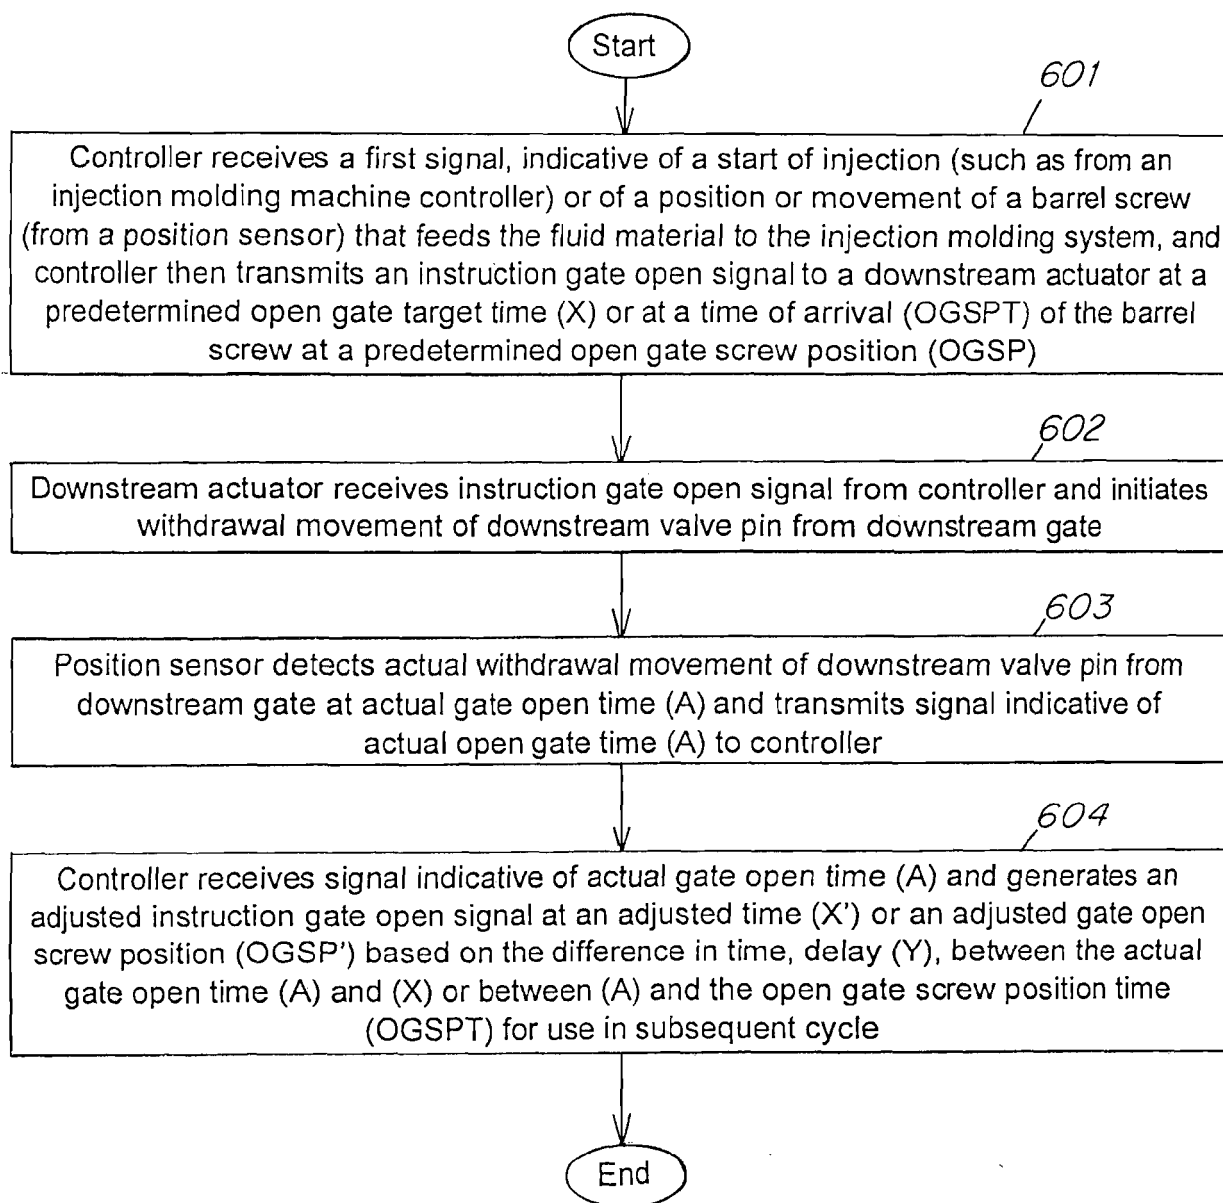 Start
601
Controller receives a first signal, indicative of a start of injection (such as from an
injection molding machine controller) or of a position or movement of a barrel screw
(from a position sensor) that feeds the fluid material to the injection molding system, and
controller then transmits an instruction gate open signal to a downstream actuator at a
predetermined open gate target time (X) or at a time of arrival (OGSPT) of the barrel
screw at a predetermined open gate screw position (OGSP)
602
Downstream actuator receives instruction gate open signal from controller and initiates
withdrawal movement of downstream valve pin from downstream gate
603
Position sensor detects actual withdrawal movement of downstream valve pin from
downstream gate at actual gate open time (A) and transmits signal indicative of
actual open gate time (A) to controller
604
Controller receives signal indicative of actual gate open time (A) and generates an
adjusted instruction gate open signal at an adjusted time (X’) or an adjusted gate open
screw position (OGSP’) based on the difference in time, delay (Y), between the actual
gate open time (A) and (X) or between (A) and the open gate screw position time
(OGSPT) for use in subsequent cycle
End